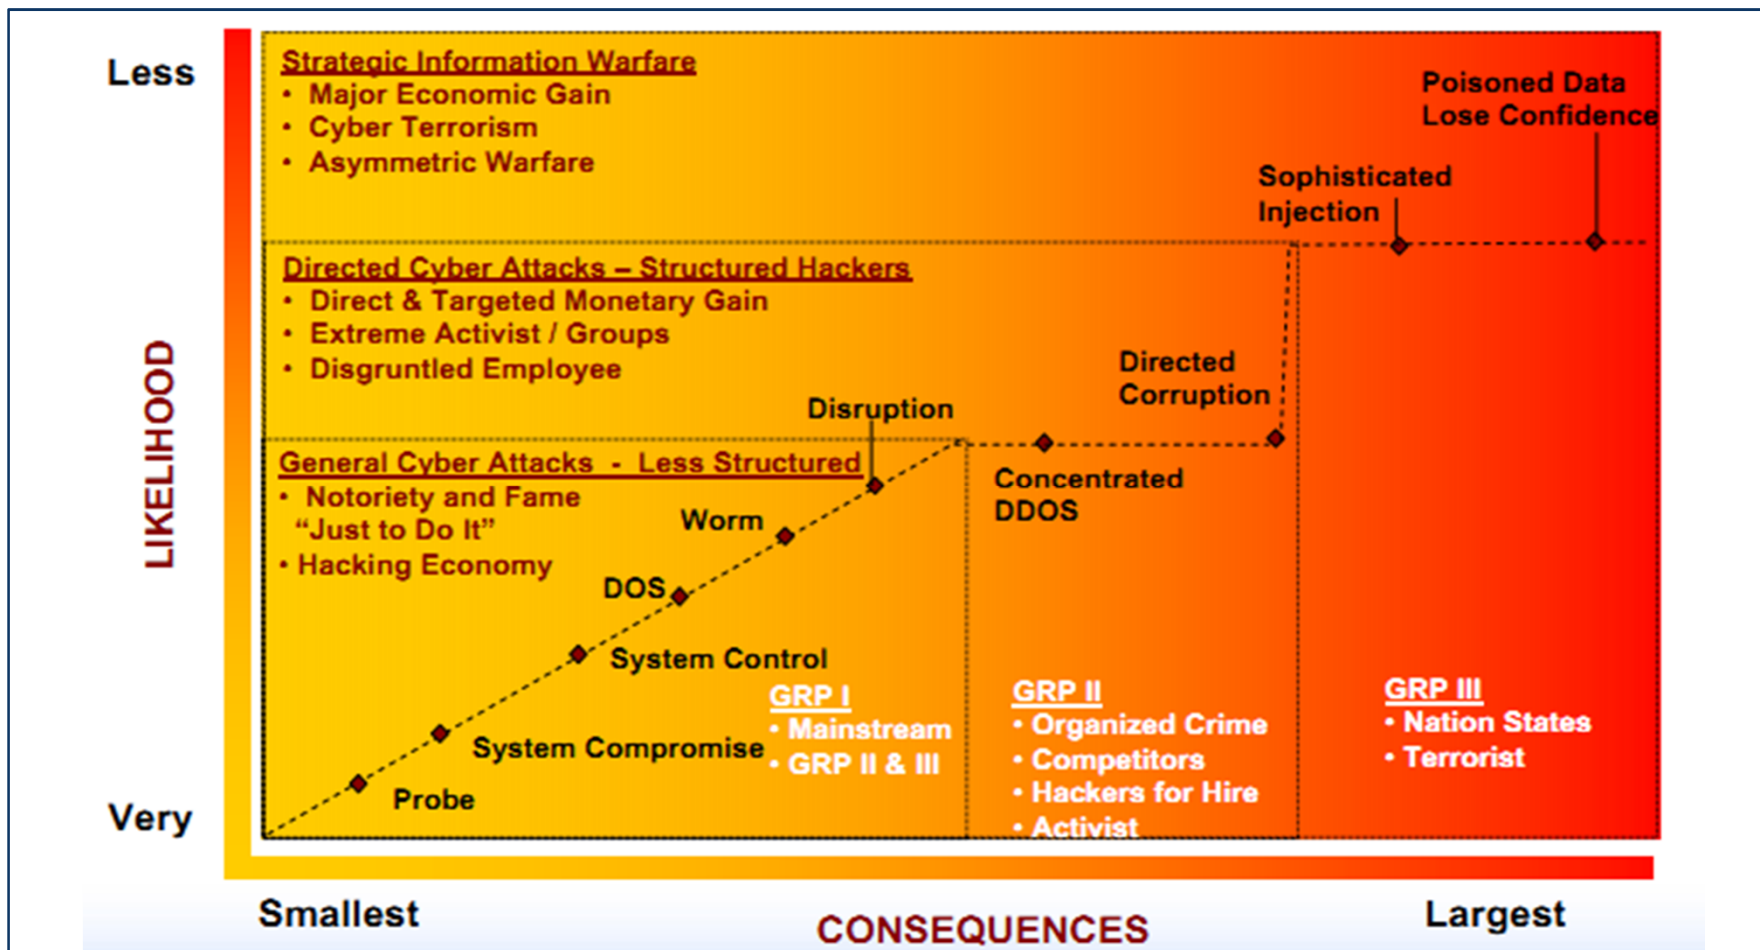 Less
Strategic Information Warfare
• Major Economic Gain
• Cyber Terrorism
• Asymmetric Warfare
Poisoned Data
Lose Confidence
Sophisticated
Injection
Directed Cyber Attacks – Structured Hackers
• Direct & Targeted Monetary Gain
• Extreme Activist / Groups
• Disgruntled Employee
Directed
Corruption
Disruption
General Cyber Attacks - Less Structured
• Notoriety and Fame
“Just to Do It”
• Hacking Economy
Concentrated
DDOS
Worm
DOS
System Control
System Compromise
Probe
GRP I
• Mainstream
• GRP II & III
GRP II
• Organized Crime
• Competitors
• Hackers for Hire
• Activist
GRP III
• Nation States
• Terrorist
LIKELIHOOD
Very
Smallest
CONSEQUENCES
Largest